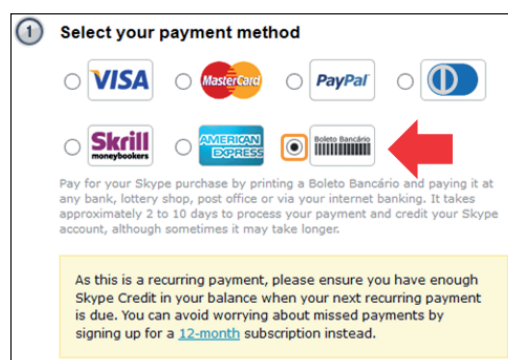 1 Select your payment method
VISA MasterCard PayPal
Skrill moneybookers AMERICAN EXPRESS Boleto Bancário
Pay for your Skype purchase by printing a Boleto Bancário and paying it at
any bank, lottery shop, post office or via your internet banking. It takes
approximately 2 to 10 days to process your payment and credit your Skype
account, although sometimes it may take longer.
As this is a recurring payment, please ensure you have enough
Skype Credit in your balance when your next recurring payment
is due. You can avoid worrying about missed payments by
signing up for a 12-month subscription instead.